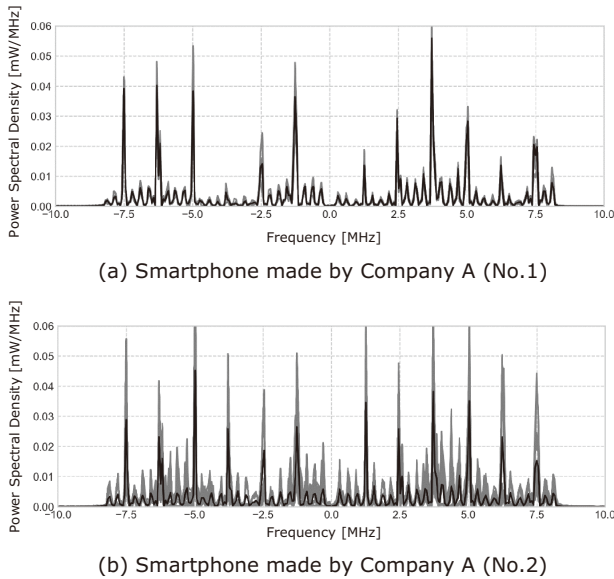 Power Spectral Density [mW/MHz]
0.06
0.05
0.04
0.03
0.02
0.01
0.00
−10.0 −7.5 −5.0 −2.5 0.0 2.5 5.0 7.5 10.0
Frequency [MHz]
(a) Smartphone made by Company A (No.1)
Power Spectral Density [mW/MHz]
0.06
0.05
0.04
0.03
0.02
0.01
0.00
−10.0 −7.5 −5.0 −2.5 0.0 2.5 5.0 7.5 10.0
Frequency [MHz]
(b) Smartphone made by Company A (No.2)